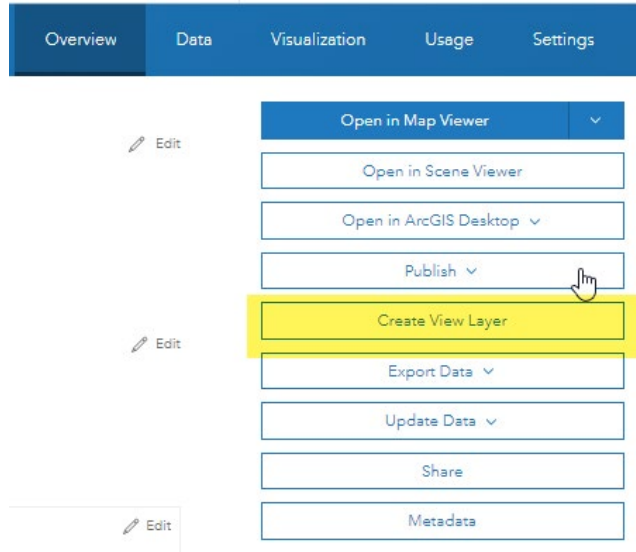 Overview Data Visualization Usage Settings
Open in Map Viewer
Edit
Open in Scene Viewer
Open in ArcGIS Desktop
Publish
Create View Layer
Edit
Export Data
Update Data
Share
Edit
Metadata